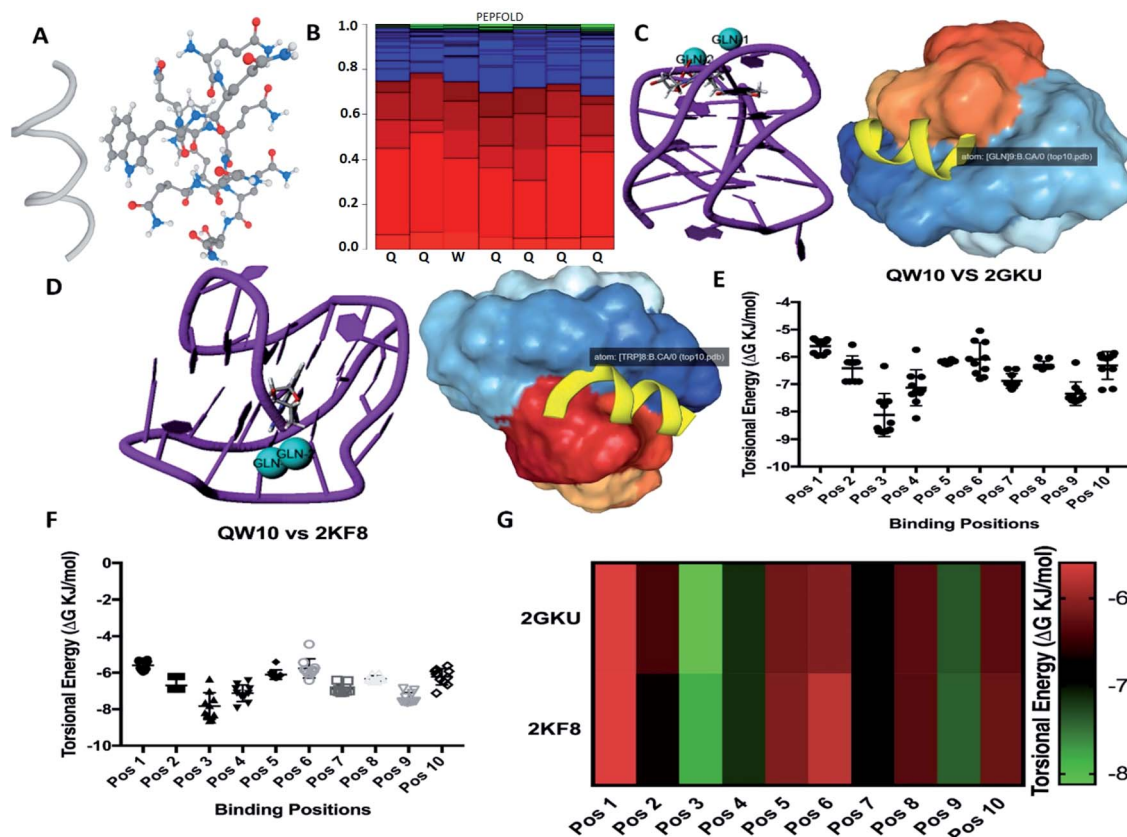 A
B
PEPFOLD
1.0
0.8
0.6
0.4
0.2
0.0
Q Q W Q Q Q Q
C
GLN-1
GLN-2
atom: [GLN]9:B.CA/0 (top10.pdb)
D
GLN-
GLN-
atom: [TRP]8:B.CA/0 (top10.pdb)
E
QW10 VS 2GKU
Torsional Energy (ΔG KJ/mol)
-4
-5
-6
-7
-8
-9
-10
Pos 1 Pos 2 Pos 3 Pos 4 Pos 5 Pos 6 Pos 7 Pos 8 Pos 9 Pos 10
Binding Positions
F
QW10 vs 2KF8
Torsional Energy (ΔG KJ/mol)
0
-2
-4
-6
-8
-10
Pos 1 Pos 2 Pos 3 Pos 4 Pos 5 Pos 6 Pos 7 Pos 8 Pos 9 Pos 10
Binding Positions
G
2GKU
2KF8
Pos 1 Pos 2 Pos 3 Pos 4 Pos 5 Pos 6 Pos 7 Pos 8 Pos 9 Pos 10
Torsional Energy (ΔG KJ/mol)
-6
-7
-8